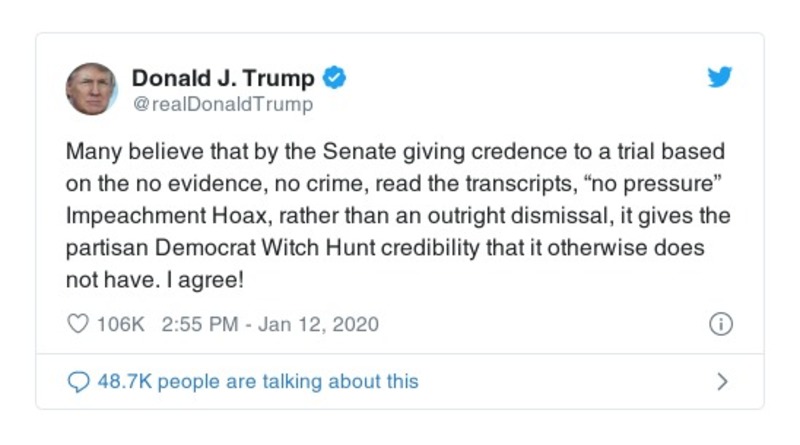 Donald J. Trump
@realDonaldTrump
Many believe that by the Senate giving credence to a trial based
on the no evidence, no crime, read the transcripts, “no pressure”
Impeachment Hoax, rather than an outright dismissal, it gives the
partisan Democrat Witch Hunt credibility that it otherwise does
not have. I agree!
106K 2:55 PM - Jan 12, 2020
48.7K people are talking about this